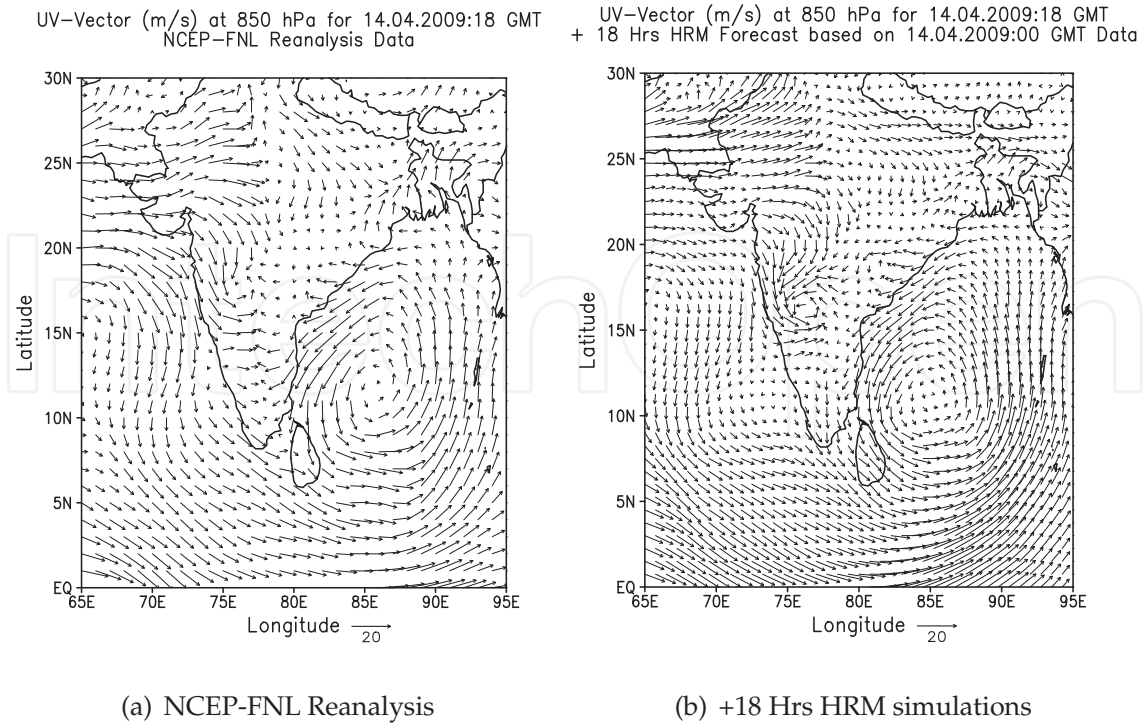 UV-Vector (m/s) at 850 hPa for 14.04.2009:18 GMT
NCEP-FNL Reanalysis Data
30N
25N
20N
15N
10N
5N
EQ
Latitude
65E 70E 75E 80E 85E 90E 95E
Longitude
20
(a) NCEP-FNL Reanalysis
UV-Vector (m/s) at 850 hPa for 14.04.2009:18 GMT
+ 18 Hrs HRM Forecast based on 14.04.2009:00 GMT Data
30N
25N
20N
15N
10N
5N
EQ
Latitude
65E 70E 75E 80E 85E 90E 95E
Longitude
20
(b) +18 Hrs HRM simulations